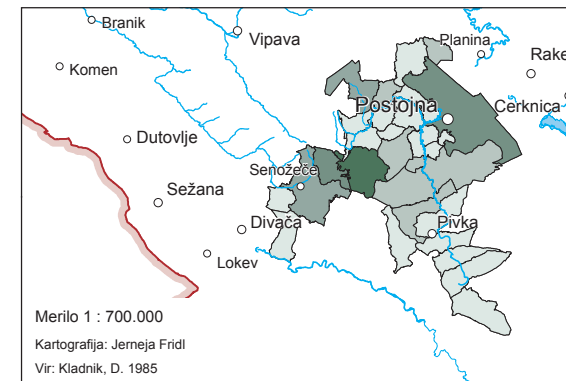 Branik
Vipava
Planina
Rake
Komen
Postojna
Cerknica
Dutovlje
Senožeče
Sežana
Divača
Pivka
Lokev
Merilo 1 : 700.000
Kartografija: Jerneja Fridl
Vir: Kladnik, D. 1985